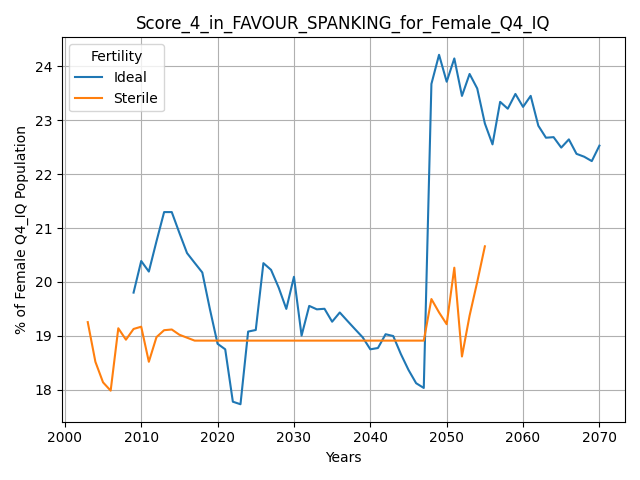 Score_4_in_FAVOUR_SPANKING_for_Female_Q4_IQ
% of Female Q4_IQ Population
24
23
22
21
20
19
18
Fertility
Ideal
Sterile
2000 2010 2020 2030 2040 2050 2060 2070
Years